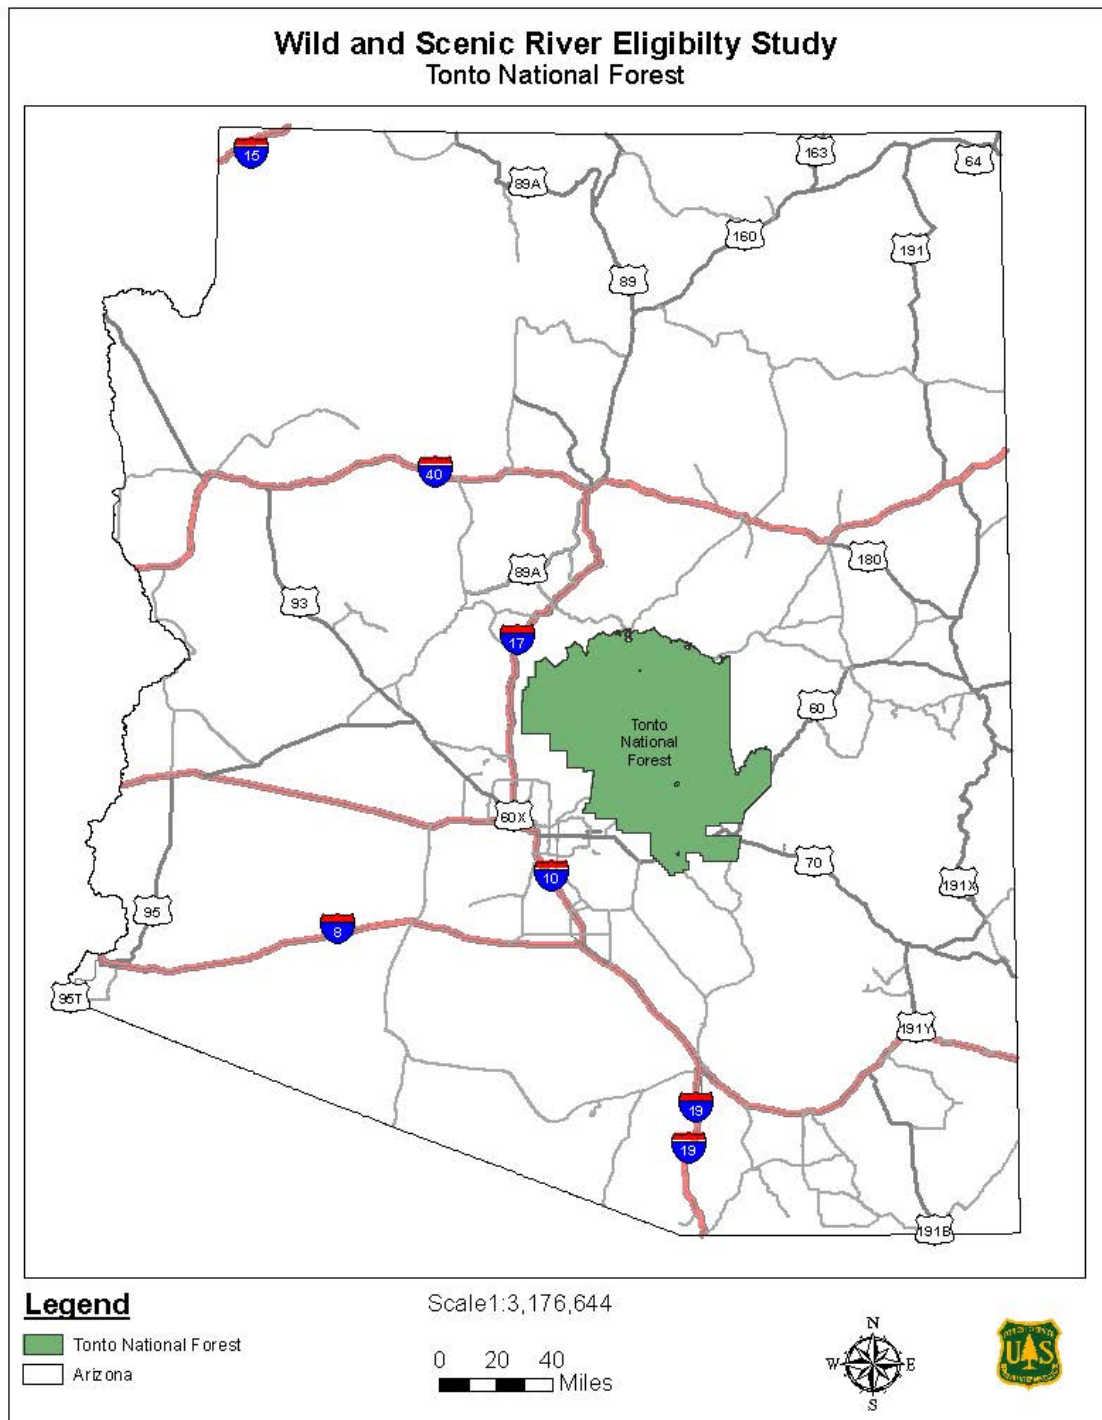 Wild and Scenic River Eligibilty Study
Tonto National Forest
15
163
64
89A
160
191
89
40
180
89A
93
17
60
Tonto
National
Forest
60X
70
10
191X
95
8
95T
191Y
19
19
191B
Legend
Scale1:3,176,644
Tonto National Forest
Arizona
0 20 40
Miles
N
W E
S
U S